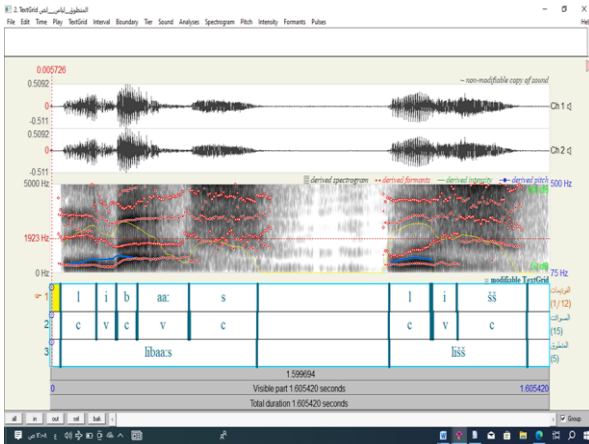 2. TextGrid المنطوق_لباس__لص
File Edit Time Play TextGrid Interval Boundary Tier Sound Analyses Spectrogram Pitch Intensity Formants Pulses Hel
0.005726
0.5092
~ non-modifiable copy of sound
0
Ch 1
-0.511
0.5092
0
Ch 2
-0.511
derived spectrogram derived formants derived intensity derived pitch
5000 Hz
500 Hz
1923 Hz
0 Hz
75 Hz
modifiable TextGrid
1 l i b aa: s l i šš
(1/12)
2 c v c v c c v c الصوائت
(15)
3 libaa:s lišš المنطوق
(5)
1.599694
0 Visible part 1.605420 seconds 1.605420
Total duration 1.605420 seconds
all in out sel bak Group